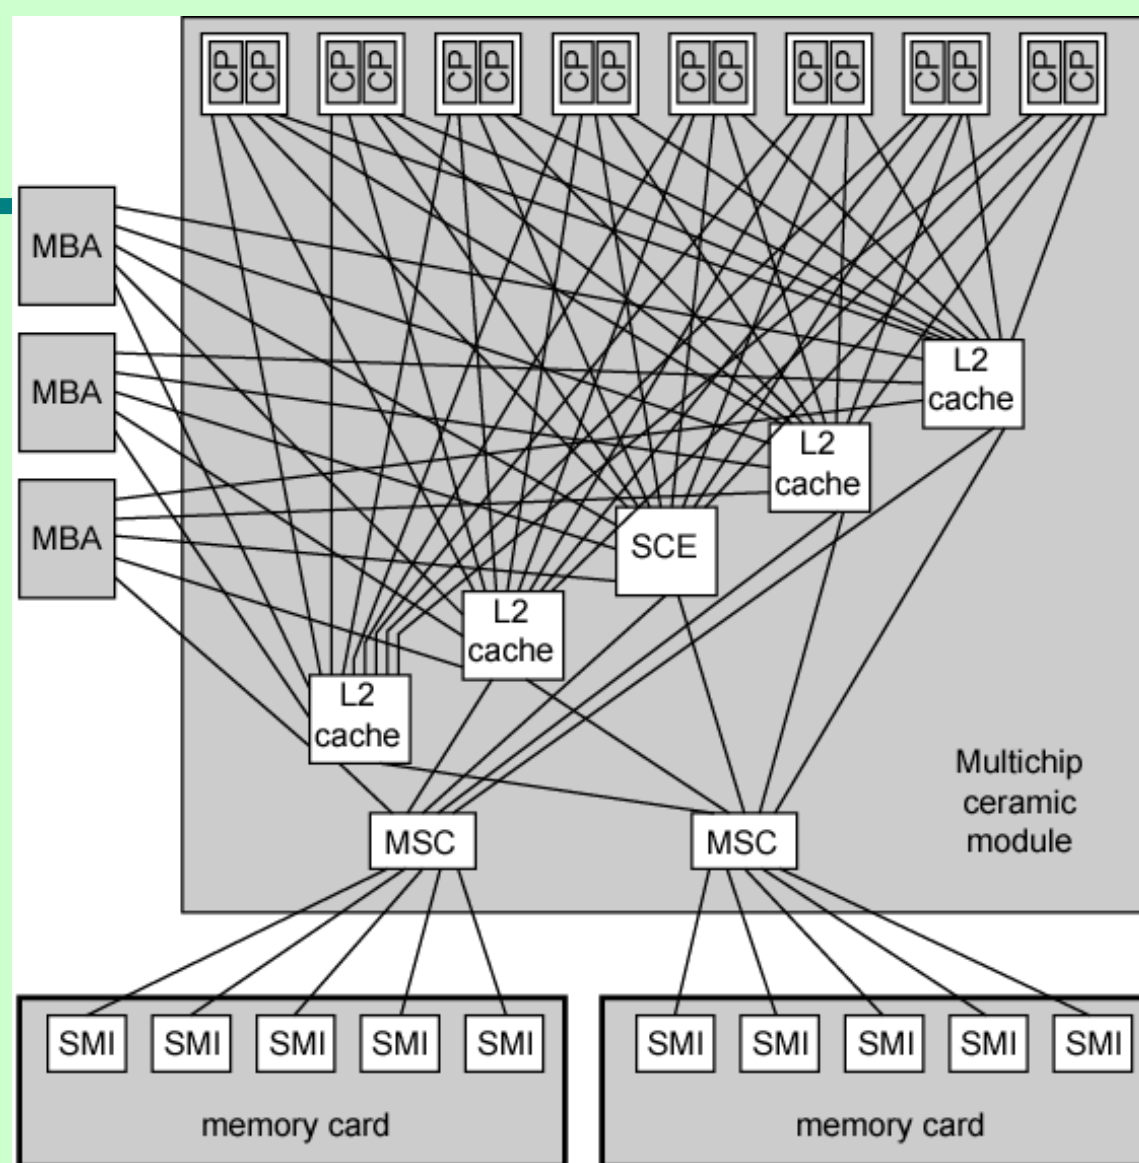 CP CP CP CP CP CP CP CP CP CP CP CP CP CP CP CP
MBA
MBA
MBA
L2
cache
L2
cache
SCE
L2
cache
L2
cache
Multichip
ceramic
module
MSC MSC
SMI SMI SMI SMI SMI SMI SMI SMI SMI SMI
memory card memory card